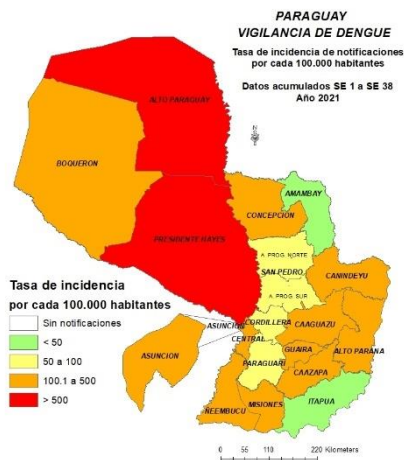 PARAGUAY
VIGILANCIA DE DENGUE
Tasa de incidencia de notificaciones
por cada 100.000 habitantes
Datos acumulados SE 1 a SE 38
Año 2021
N
ALTO PARAGUAY
BOQUERON
AMAMBAY
CONCEPCION
PRESIDENTE HAYES
A. PROG. NORTE
SAN PEDRO
CANINDEYU
A. PROG. SUR
Tasa de incidencia
por cada 100.000 habitantes
Sin notificaciones
< 50
50 a 100
100.1 a 500
> 500
ASUNCION
CORDILLERA
CAAGUAZU
CENTRAL
ASUNCION
GUAIRA
ALTO PARANA
PARAGUARI
CAAZAPA
MISIONES
ÑEEMBUCU
ITAPUA
0 55 110 220 Kilometers